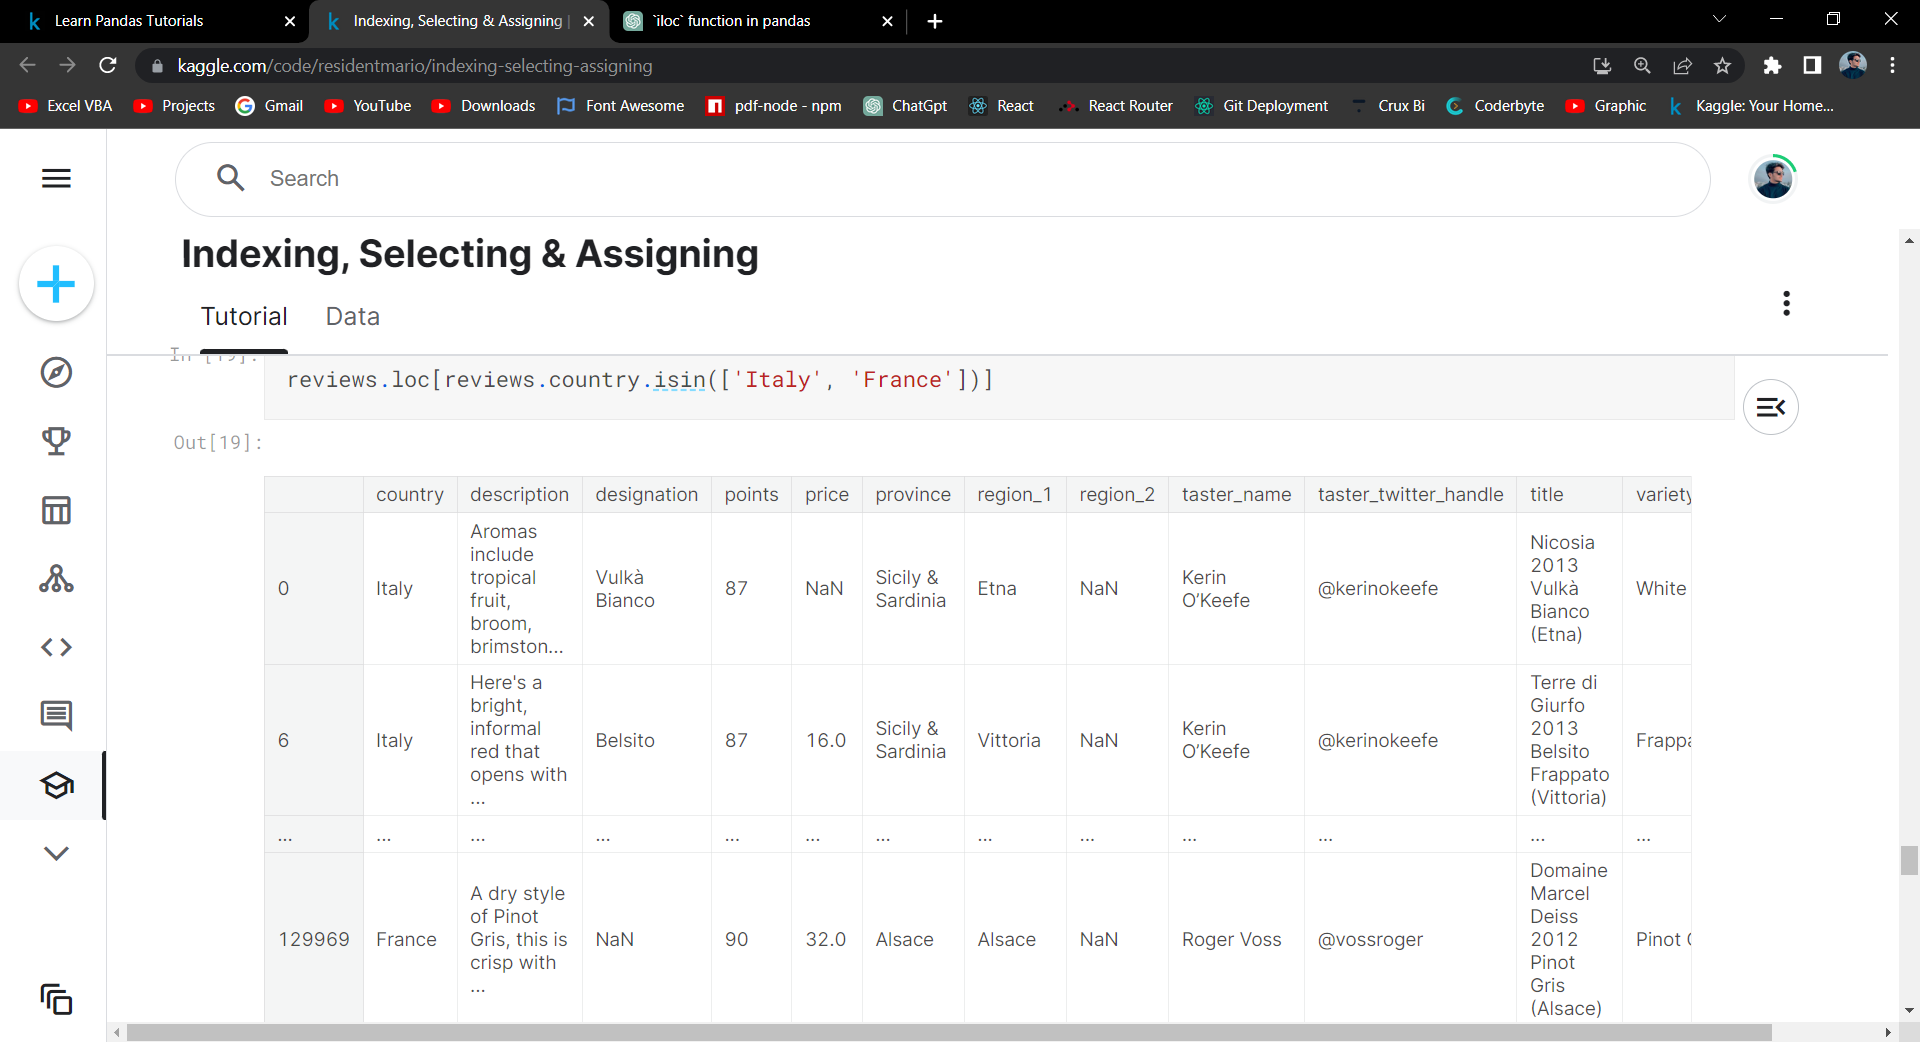 Learn Pandas Tutorials
Indexing, Selecting & Assigning |
`iloc` function in pandas
kaggle.com/code/residentmario/indexing-selecting-assigning
Excel VBA Projects Gmail YouTube Downloads Font Awesome pdf-node - npm ChatGpt React React Router Git Deployment Crux Bi Coderbyte Graphic Kaggle: Your Home...
Search
Indexing, Selecting & Assigning
Tutorial Data
In [19]:
reviews.loc[reviews.country.isin(['Italy', 'France'])]
Out[19]:
country description designation points price province region_1 region_2 taster_name taster_twitter_handle title variety
0
Italy
Aromas
include
tropical
fruit,
broom,
brimston...
Vulkà
Bianco
87
NaN
Sicily &
Sardinia
Etna
NaN
Kerin
O’Keefe
@kerinokeefe
Nicosia
2013
Vulkà
Bianco
(Etna)
White
6
Italy
Here's a
bright,
informal
red that
opens with
...
Belsito
87
16.0
Sicily &
Sardinia
Vittoria
NaN
Kerin
O’Keefe
@kerinokeefe
Terre di
Giurfo
2013
Belsito
Frappato
(Vittoria)
Frappa
... ... ... ... ... ... ... ... ... ... ... ... ...
129969
France
A dry style
of Pinot
Gris, this is
crisp with
...
NaN
90
32.0
Alsace
Alsace
NaN
Roger Voss
@vossroger
Domaine
Marcel
Deiss
2012
Pinot
Gris
(Alsace)
Pinot